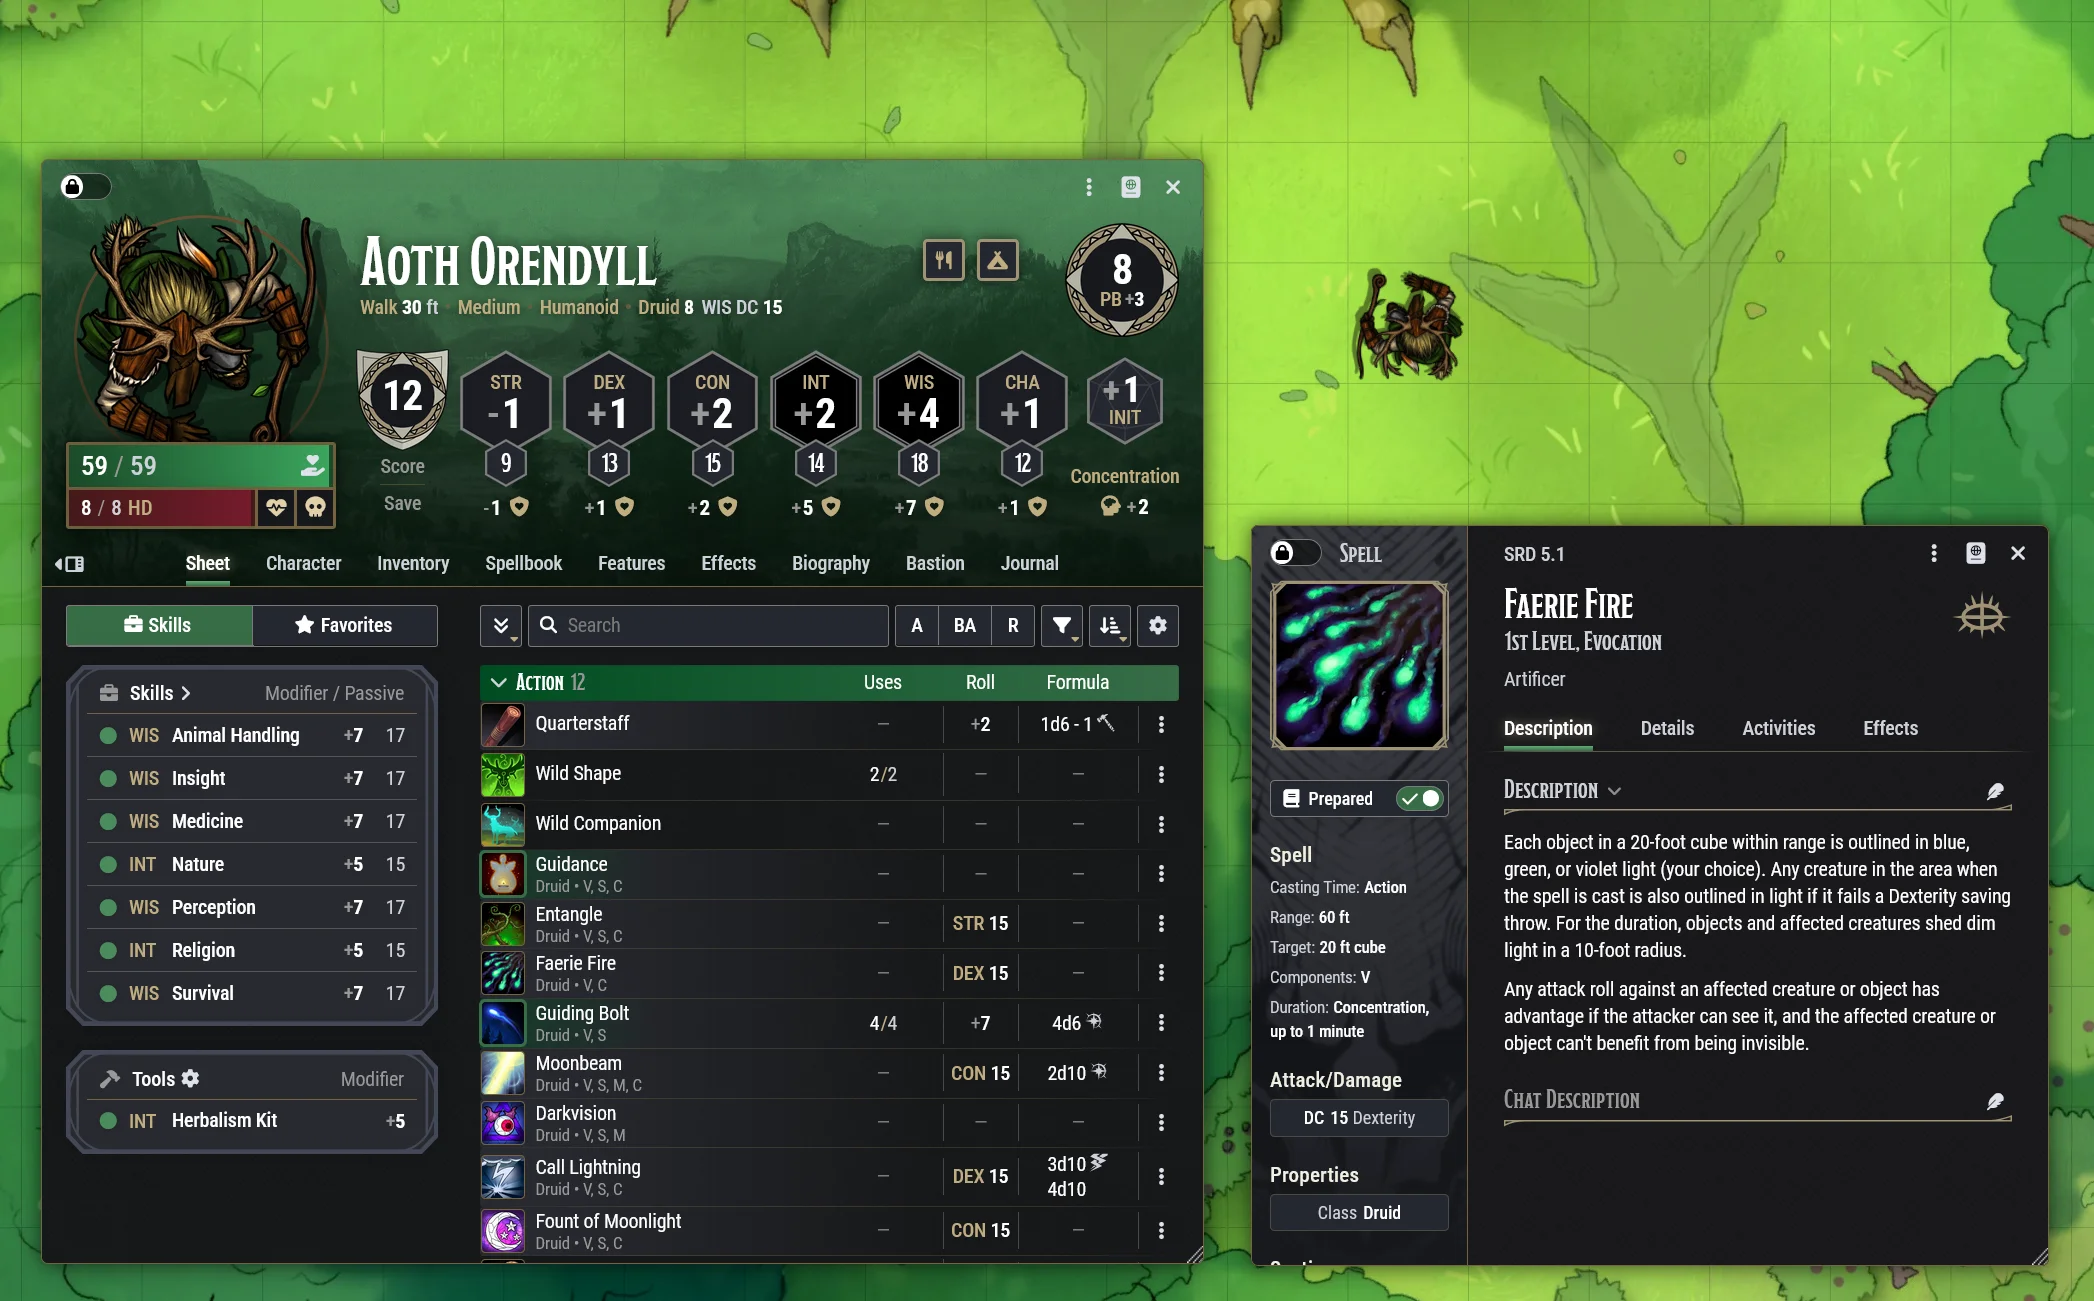 Aoth Orendyll
Walk 30 ft Medium Humanoid Druid 8 WIS DC 15
8
PB +3
12
Score
Save
STR
-1
9
-1
DEX
+1
13
+1
CON
+2
15
+2
INT
+2
14
+5
WIS
+4
18
+7
CHA
+1
12
+1
+1
INIT
Concentration
+2
59 / 59
8 / 8 HD
Sheet Character Inventory Spellbook Features Effects Biography Bastion Journal
Skills Favorites
Skills Modifier / Passive
WIS Animal Handling +7 17
WIS Insight +7 17
WIS Medicine +7 17
INT Nature +5 15
WIS Perception +7 17
INT Religion +5 15
WIS Survival +7 17
Tools Modifier
INT Herbalism Kit +5
Search A BA R
Action 12 Uses Roll Formula
Quarterstaff — +2 1d6 - 1
Wild Shape 2/2 — —
Wild Companion — — —
Guidance — — —
Druid • V, S, C
Entangle — STR 15 —
Druid • V, S, C
Faerie Fire — DEX 15 —
Druid • V, C
Guiding Bolt 4/4 +7 4d6
Druid • V, S
Moonbeam — CON 15 2d10
Druid • V, S, M, C
Darkvision — — —
Druid • V, S, M
Call Lightning — DEX 15 3d10
Druid • V, S, C 4d10
Fount of Moonlight — CON 15 —
Druid • V, S, C
Spell
Prepared
Spell
Casting Time: Action
Range: 60 ft
Target: 20 ft cube
Components: V
Duration: Concentration,
up to 1 minute
Attack/Damage
DC 15 Dexterity
Properties
Class Druid
SRD 5.1
Faerie Fire
1st Level, Evocation
Artificer
Description Details Activities Effects
Description
Each object in a 20-foot cube within range is outlined in blue,
green, or violet light (your choice). Any creature in the area when
the spell is cast is also outlined in light if it fails a Dexterity saving
throw. For the duration, objects and affected creatures shed dim
light in a 10-foot radius.
Any attack roll against an affected creature or object has
advantage if the attacker can see it, and the affected creature or
object can't benefit from being invisible.
Chat Description